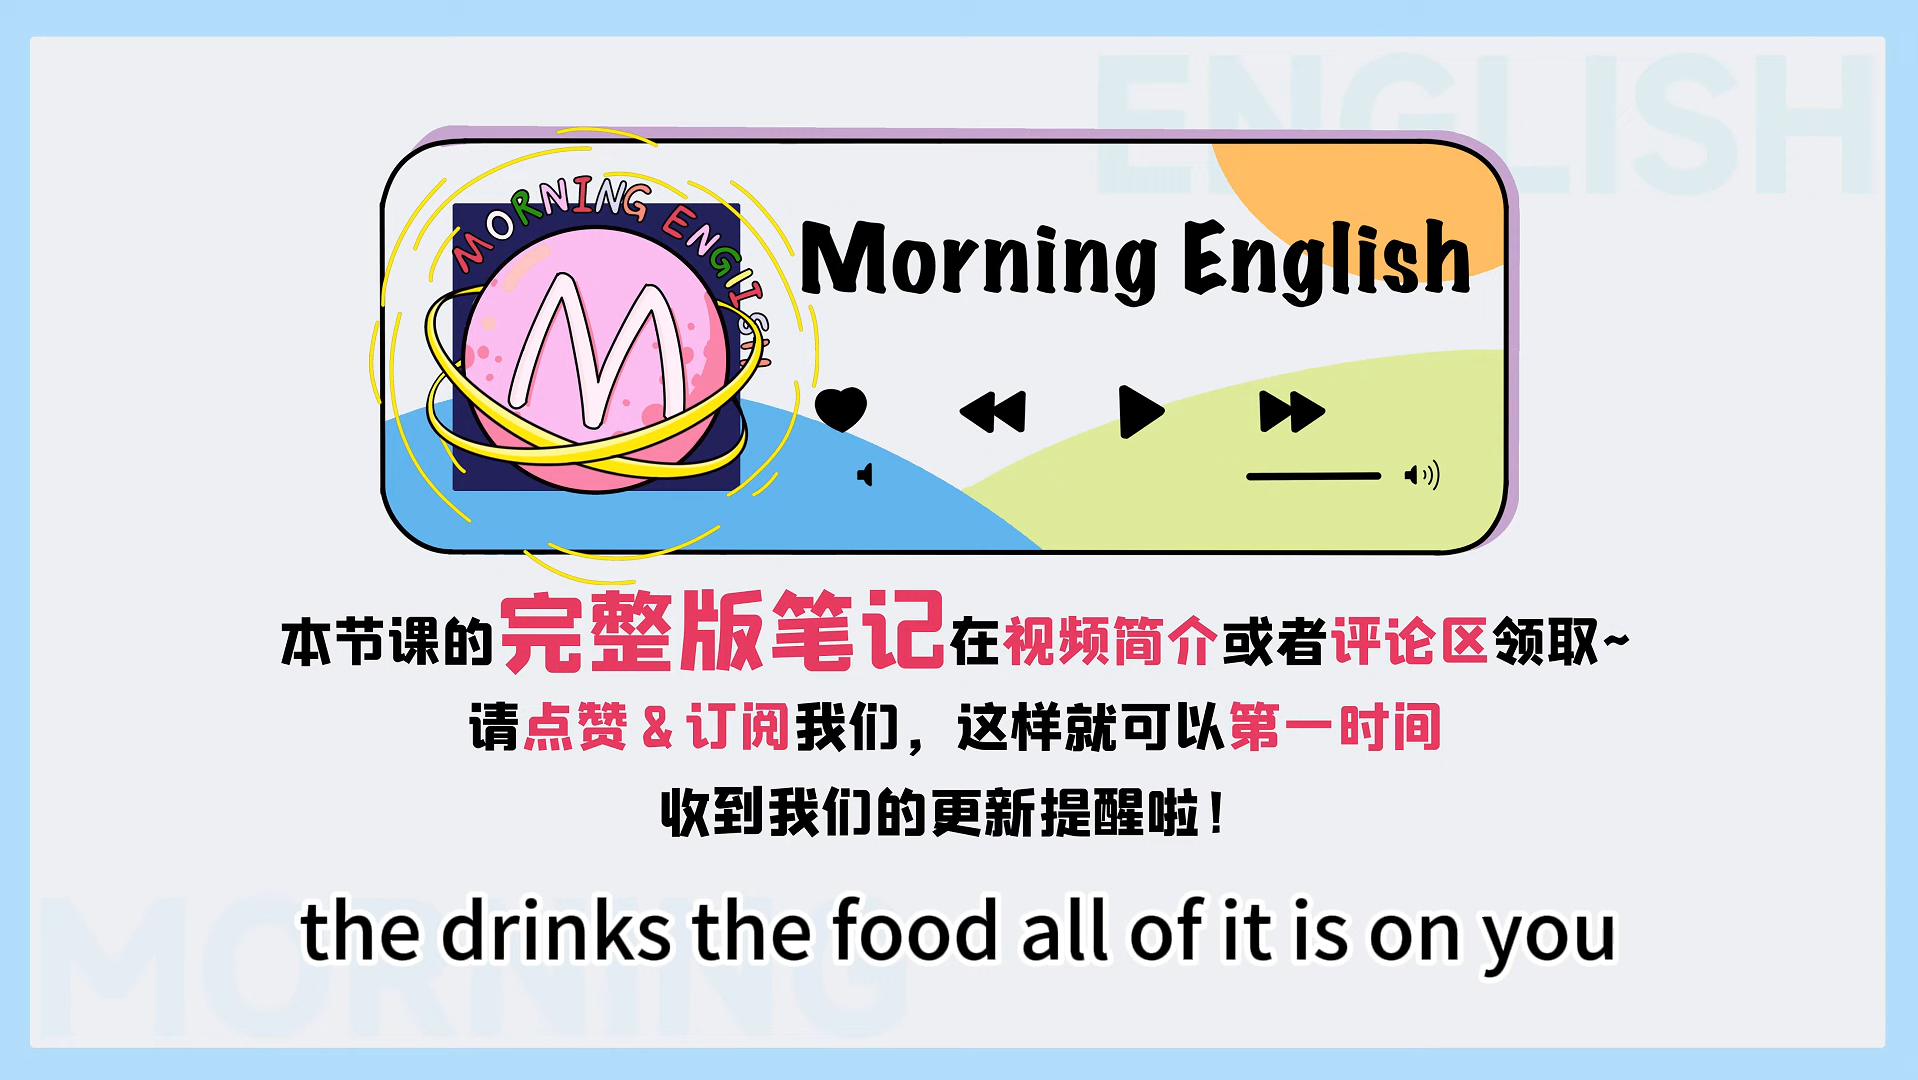 ENGLISH
MORNING ENGLISH
M
Morning English
本节课的完整版笔记在视频简介或者评论区领取~
请点赞&订阅我们，这样就可以第一时间
收到我们的更新提醒啦！
MORNING
the drinks the food all of it is on you